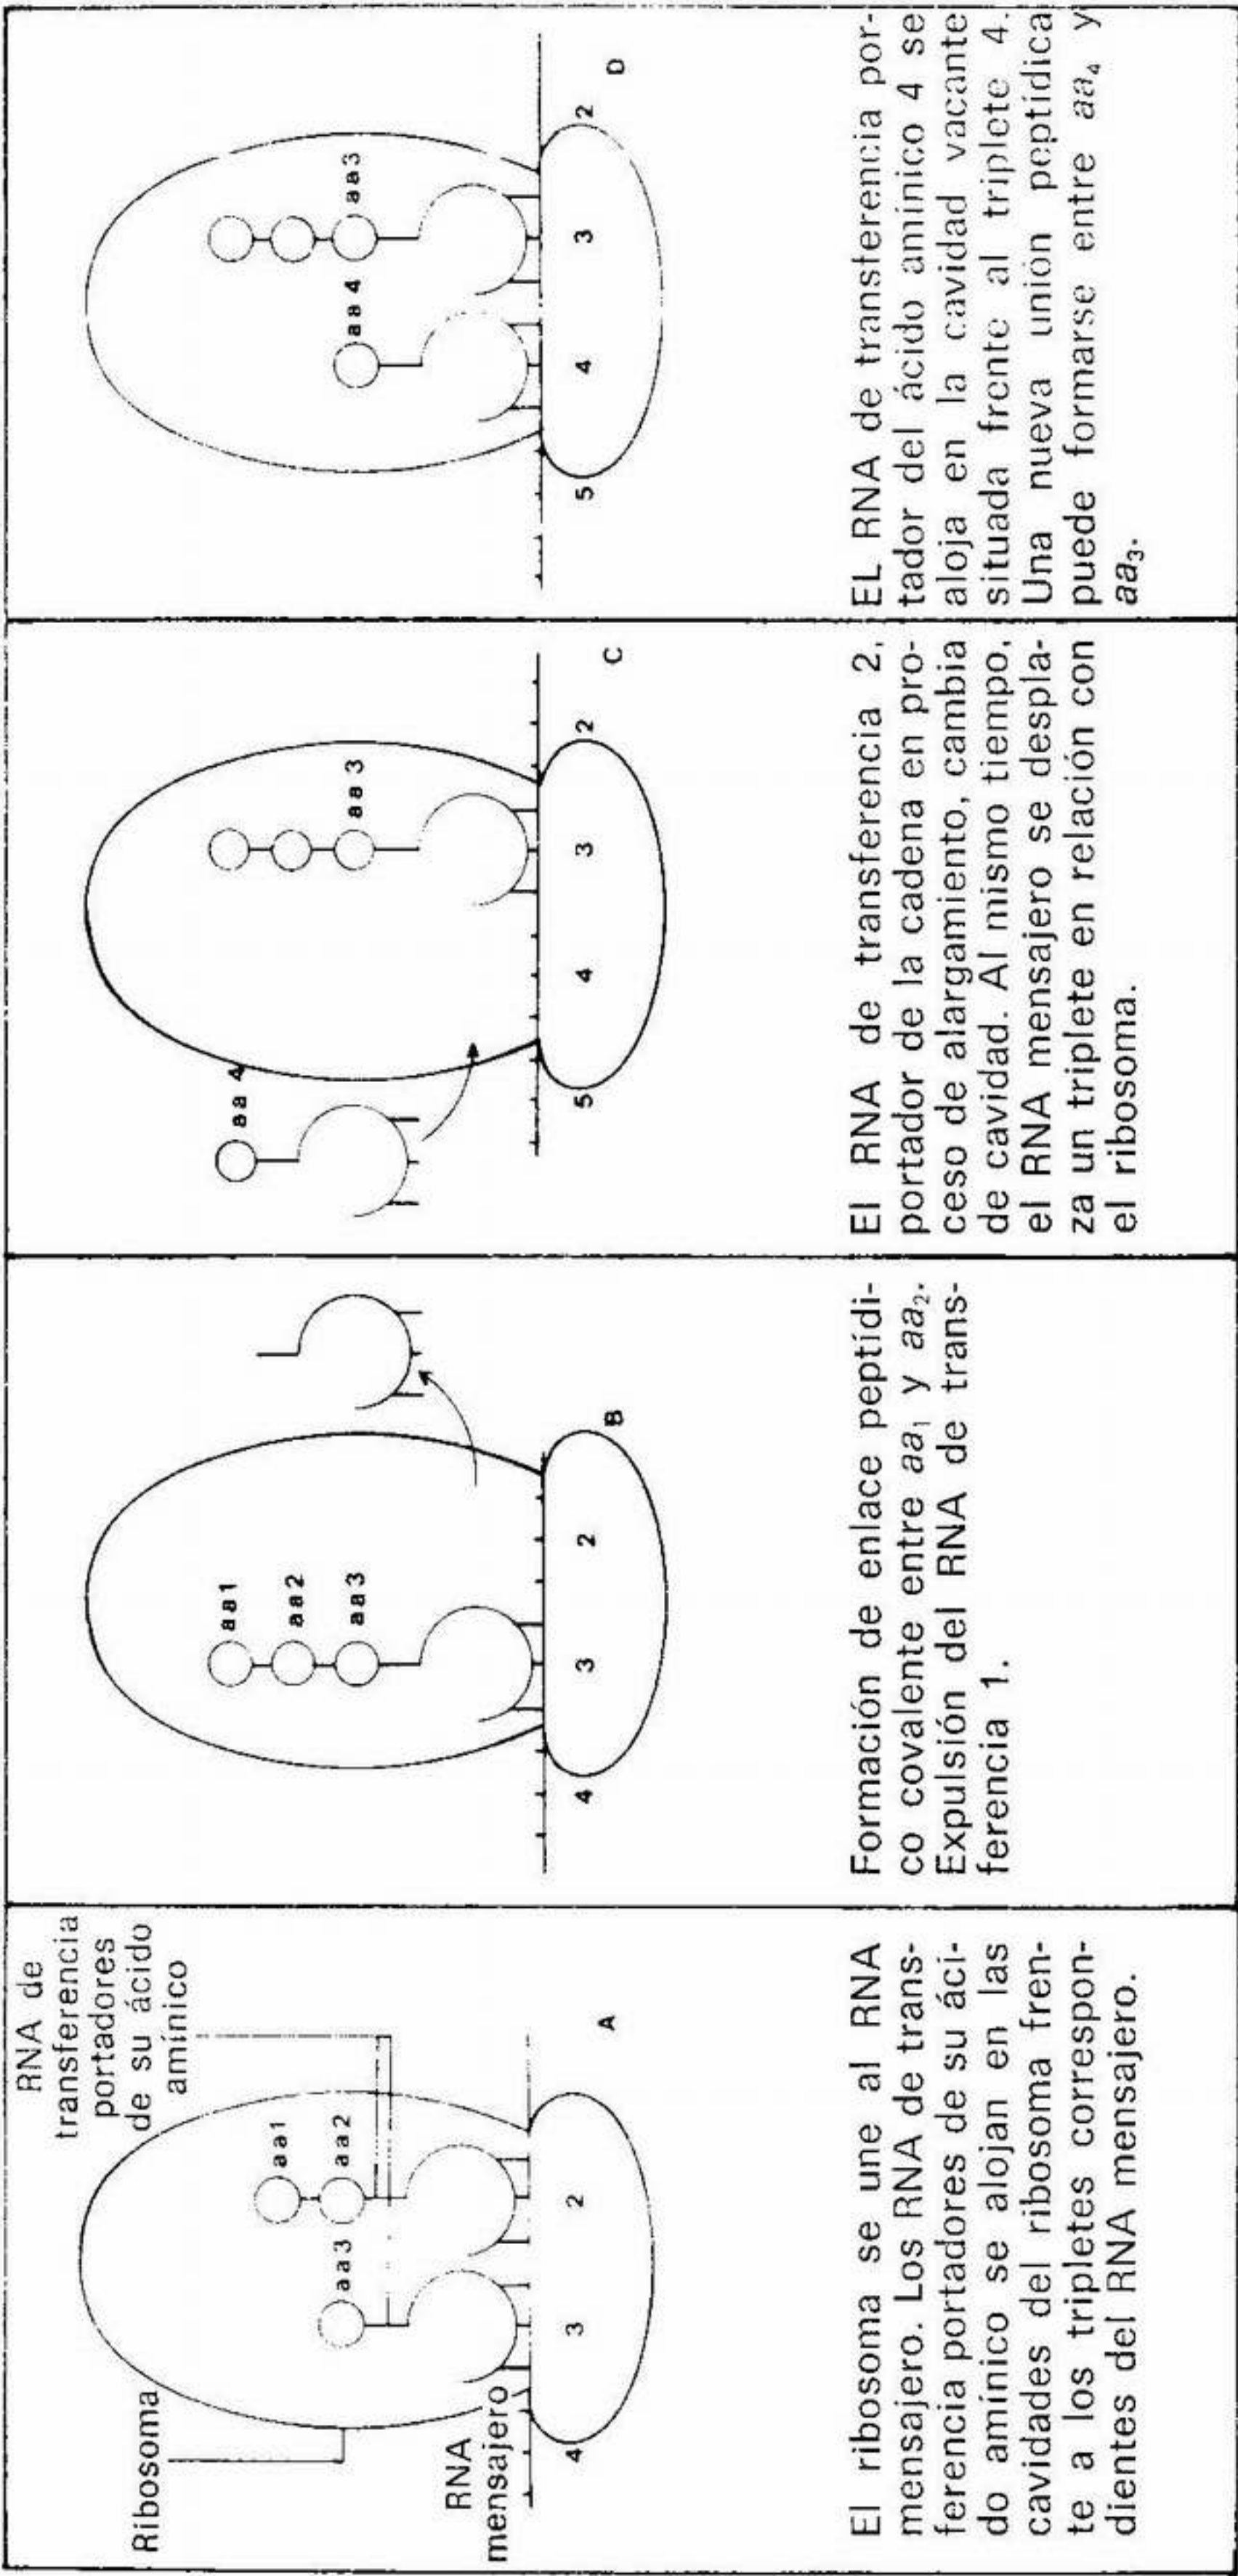 RNA de
transferencia
portadores
de su ácido
amínico
Ribosoma
aa1
aa3
aa2
RNA
mensajero
4
3
2
A
El ribosoma se une al RNA
mensajero. Los RNA de trans-
ferencia portadores de su áci-
do amínico se alojan en las
cavidades del ribosoma fren-
te a los tripletes correspon-
dientes del RNA mensajero.
aa1
aa2
aa3
4
3
2
B
Formación de enlace peptídi-
co covalente entre aa₁ y aa₂.
Expulsión del RNA de trans-
ferencia 1.
aa 4
aa 3
5
4
3
2
C
El RNA de transferencia 2,
portador de la cadena en pro-
ceso de alargamiento, cambia
de cavidad. Al mismo tiempo,
el RNA mensajero se despla-
za un triplete en relación con
el ribosoma.
aa 4
aa3
5
4
3
2
D
EL RNA de transferencia por-
tador del ácido amínico 4 se
aloja en la cavidad vacante
situada frente al triplete 4.
Una nueva unión peptídica
puede formarse entre aa₄ y
aa₃.